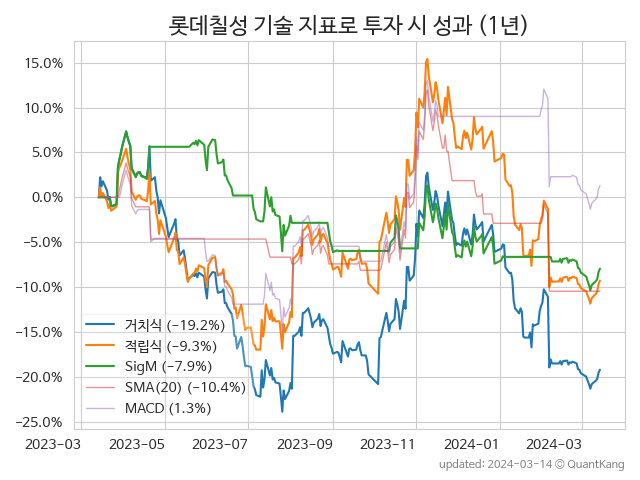 롯데칠성 기술 지표로 투자 시 성과 (1년)
15.0%
10.0%
5.0%
0.0%
−5.0%
−10.0%
−15.0%
−20.0%
−25.0%
거치식 (−19.2%)
적립식 (−9.3%)
SigM (−7.9%)
SMA(20) (−10.4%)
MACD (1.3%)
2023-03 2023-05 2023-07 2023-09 2023-11 2024-01 2024-03
updated: 2024-03-14 © QuantKang